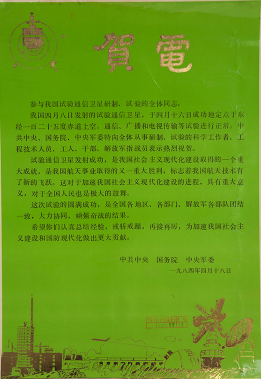 賀電
参与我国试验通信卫星研制、试验的全体同志:
我国四月八日发射的试验通信卫星,于四月十六日成功地定点于东
经一百二十五度赤道上空。通信、广播和电视传输等试验进行正常。中
共中央、国务院、中央军委特向全体从事研制、试验的科学工作者、工
程技术人员、工人、干部、解放军指战员表示热烈祝贺。
试验通信卫星发射成功,是我国社会主义现代化建设取得的一个重
大成就,是我国航天事业取得的又一重大胜利,标志着我国航天技术有
了新的飞跃。这对于加速我国社会主义现代化建设的进程,具有重大意
义,对于全国人民也是极大的鼓舞。
这次试验的圆满成功,是全国各地区、各部门、解放军各部队团结
一致,大力协同、顽强奋战的结果。
希望你们认真总结经验,戒骄戒躁,再接再厉,为加速我国社会主
义建设和国防现代化做出更大贡献。
中共中央 国务院 中央军委
一九八四年四月十八日